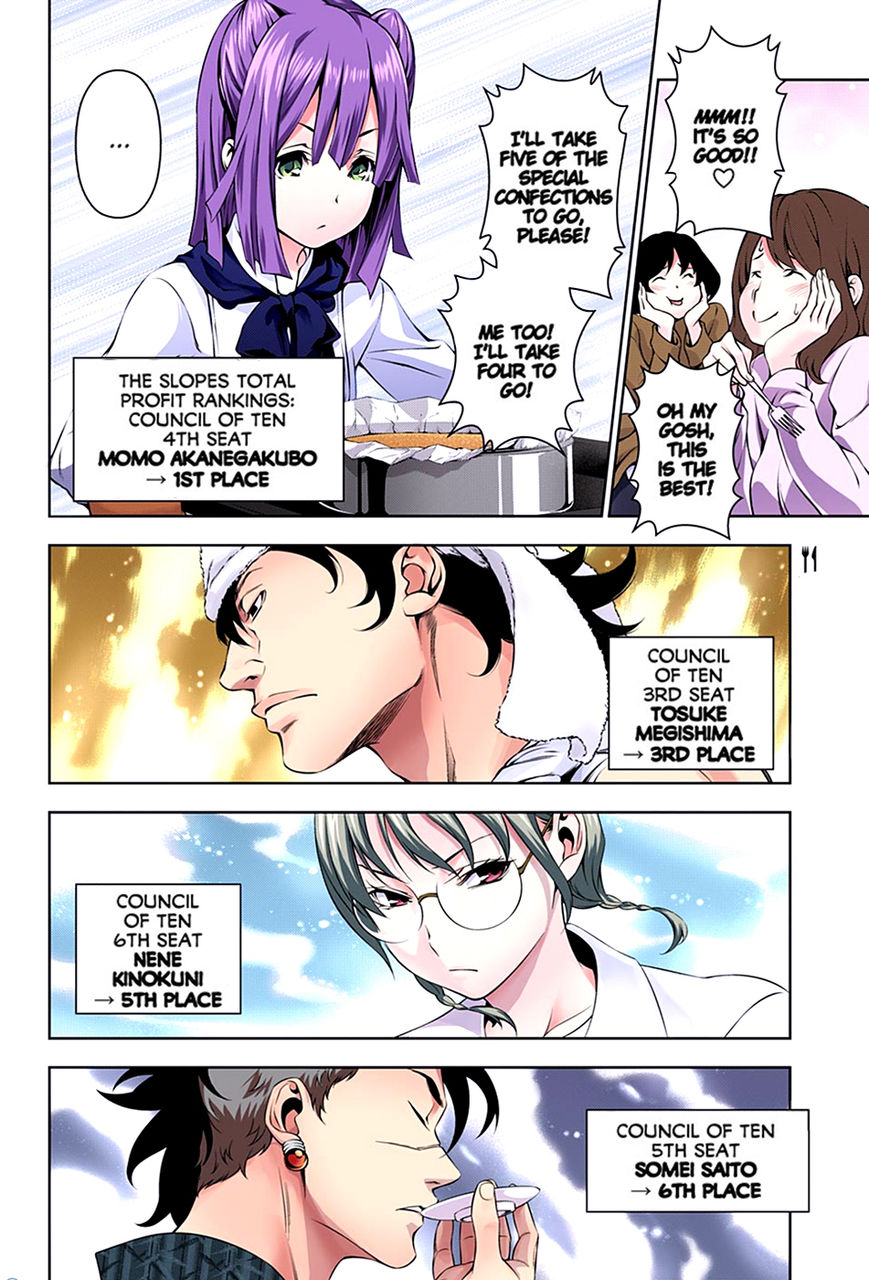 MMM!!
IT'S SO
GOOD!!
♡
OH MY
GOSH,
THIS
IS THE
BEST!
I'LL TAKE
FIVE OF THE
SPECIAL
CONFECTIONS
TO GO,
PLEASE!
ME TOO!
I'LL TAKE
FOUR TO
GO!
...
THE SLOPES TOTAL
PROFIT RANKINGS:
COUNCIL OF TEN
4TH SEAT
MOMO AKANEGAKUBO
→ 1ST PLACE
COUNCIL
OF TEN
3RD SEAT
TOSUKE
MEGISHIMA
→ 3RD PLACE
COUNCIL
OF TEN
6TH SEAT
NENE
KINOKUNI
→ 5TH PLACE
COUNCIL OF TEN
5TH SEAT
SOMEI SAITO
→ 6TH PLACE